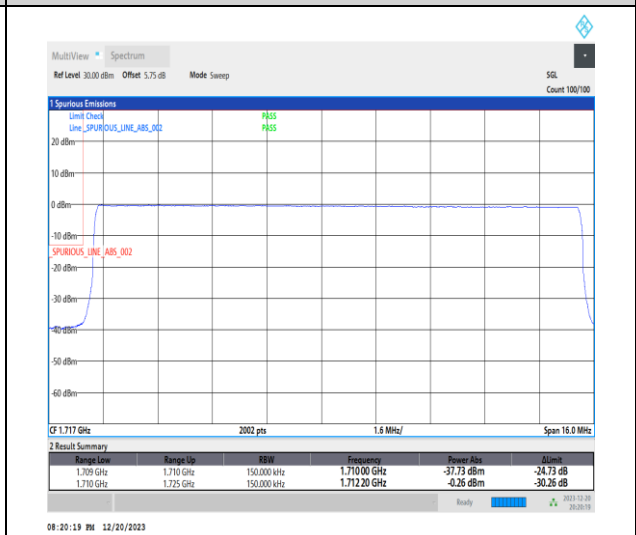 MultiView Spectrum
Ref Level 30.00 dBm Offset 5.75 dB Mode Sweep SGL
Count 100/100
1 Spurious Emissions
Limit Check PASS
Line _SPURIOUS_LINE_ABS_002 PASS
20 dBm
10 dBm
0 dBm
-10 dBm
_SPURIOUS_LINE_ABS_002
-20 dBm
-30 dBm
-40 dBm
-50 dBm
-60 dBm
CF 1.717 GHz 2002 pts 1.6 MHz/ Span 16.0 MHz
2 Result Summary
Range Low Range Up RBW Frequency Power Abs ΔLimit
1.709 GHz 1.710 GHz 150.000 kHz 1.71000 GHz -37.73 dBm -24.73 dB
1.710 GHz 1.725 GHz 150.000 kHz 1.71220 GHz -0.26 dBm -30.26 dB
Ready 2023-12-20
20:20:19
08:20:19 PM 12/20/2023